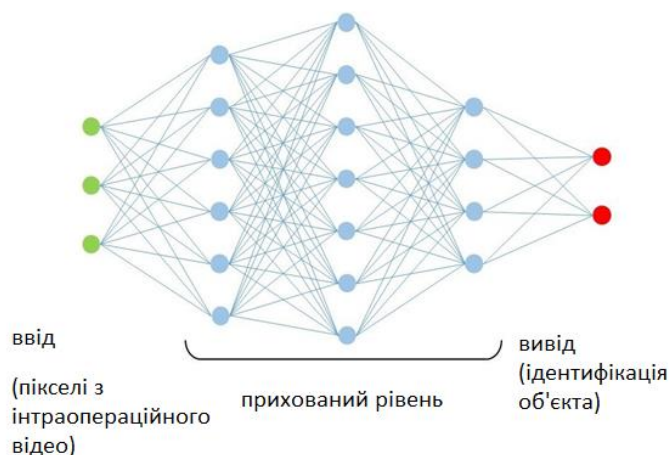 ввід
(пікселі з
інтраопераційного
відео)
прихований рівень
вивід
(ідентифікація
об'єкта)